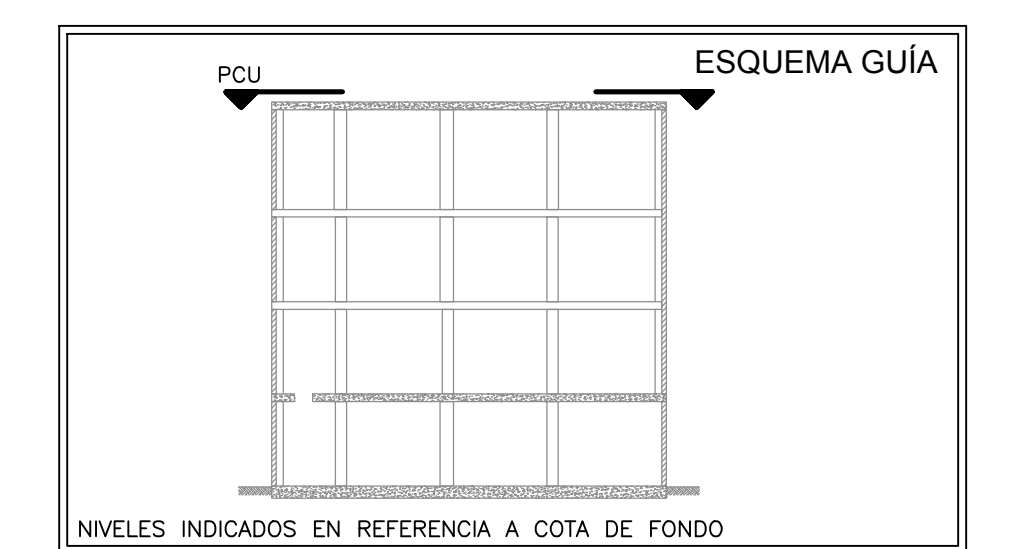 ESQUEMA GUÍA
PCU
NIVELES INDICADOS EN REFERENCIA A COTA DE FONDO